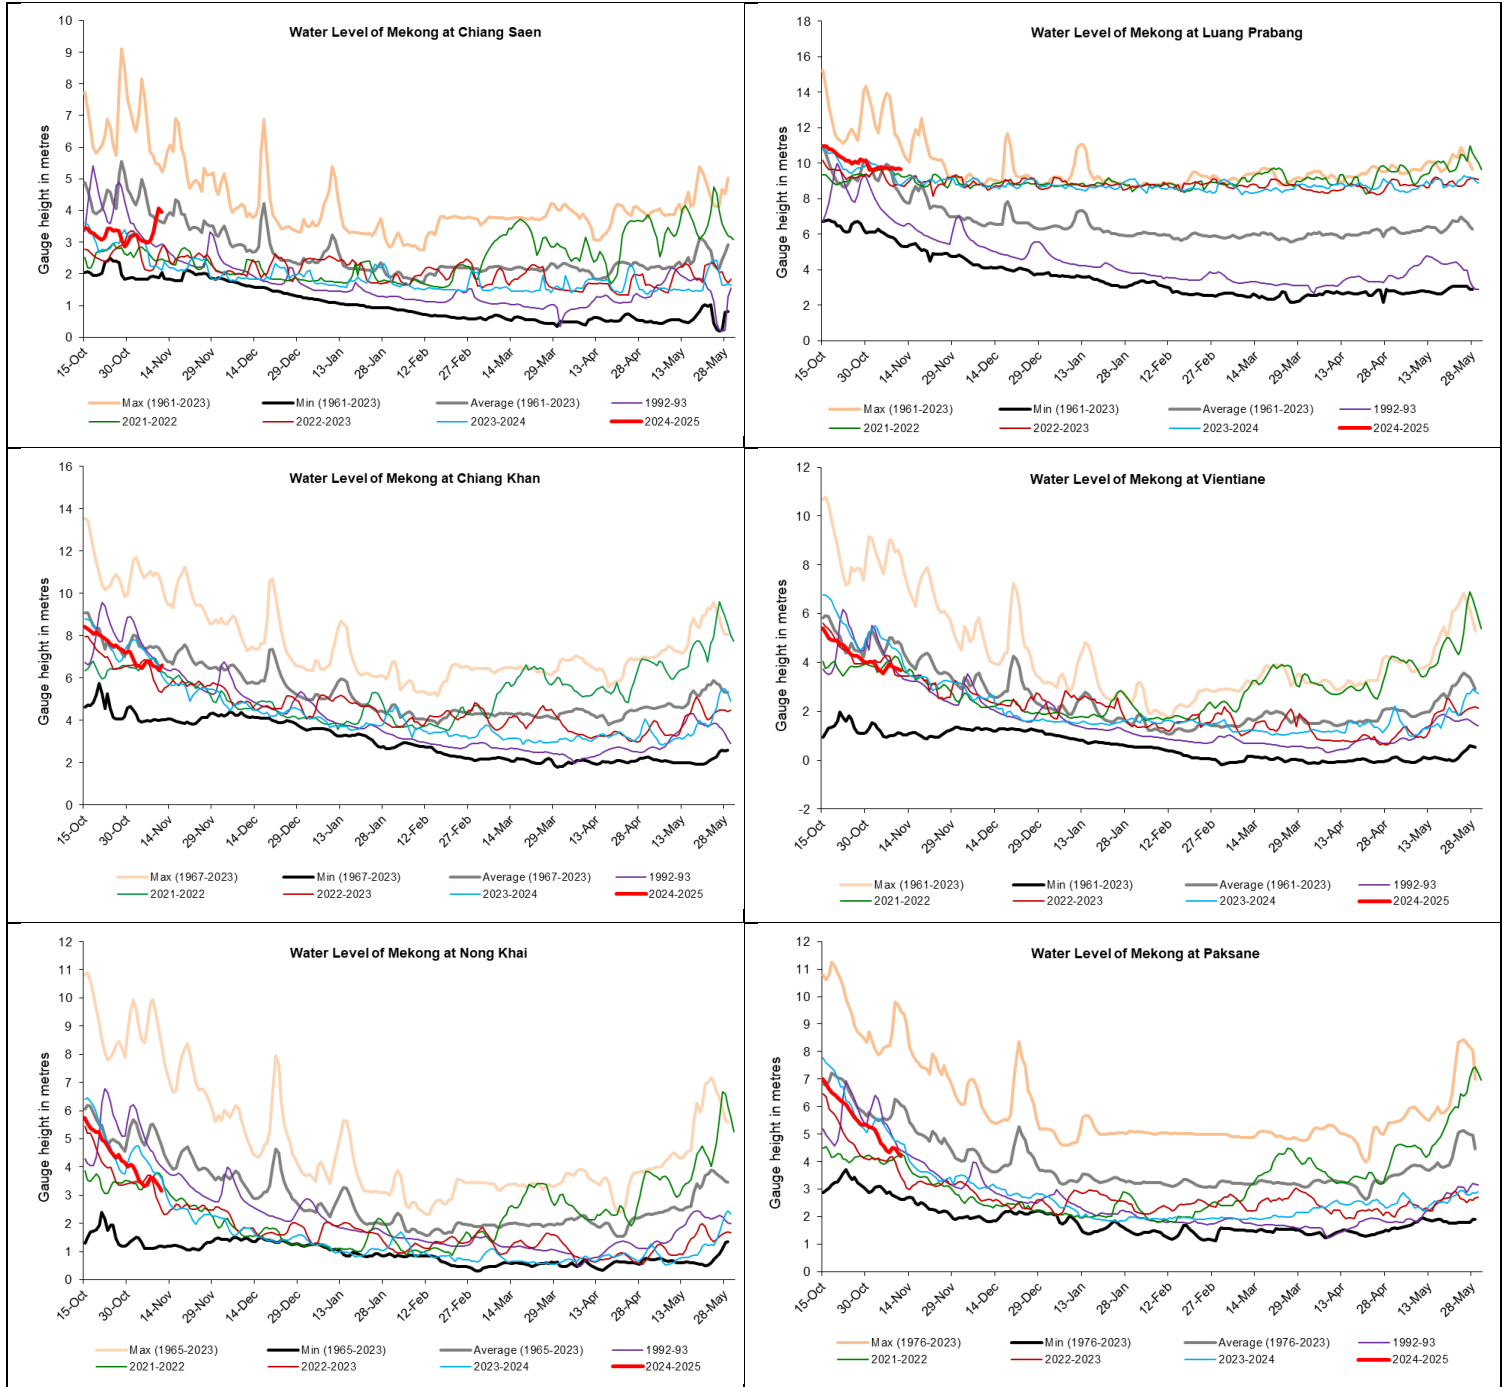 Water Level of Mekong at Chiang Saen
Gauge height in metres
10
9
8
7
6
5
4
3
2
1
0
15-Oct 30-Oct 14-Nov 29-Nov 14-Dec 29-Dec 13-Jan 28-Jan 12-Feb 27-Feb 14-Mar 29-Mar 13-Apr 28-Apr 13-May 28-May
Max (1961-2023) Min (1961-2023) Average (1961-2023) 1992-93
2021-2022 2022-2023 2023-2024 2024-2025
Water Level of Mekong at Luang Prabang
Gauge height in metres
18
16
14
12
10
8
6
4
2
0
15-Oct 30-Oct 14-Nov 29-Nov 14-Dec 29-Dec 13-Jan 28-Jan 12-Feb 27-Feb 14-Mar 29-Mar 13-Apr 28-Apr 13-May 28-May
Max (1961-2023) Min (1961-2023) Average (1961-2023) 1992-93
2021-2022 2022-2023 2023-2024 2024-2025
Water Level of Mekong at Chiang Khan
Gauge height in metres
16
14
12
10
8
6
4
2
0
15-Oct 30-Oct 14-Nov 29-Nov 14-Dec 29-Dec 13-Jan 28-Jan 12-Feb 27-Feb 14-Mar 29-Mar 13-Apr 28-Apr 13-May 28-May
Max (1967-2023) Min (1967-2023) Average (1967-2023) 1992-93
2021-2022 2022-2023 2023-2024 2024-2025
Water Level of Mekong at Vientiane
Gauge height in metres
12
10
8
6
4
2
0
-2
15-Oct 30-Oct 14-Nov 29-Nov 14-Dec 29-Dec 13-Jan 28-Jan 12-Feb 27-Feb 14-Mar 29-Mar 13-Apr 28-Apr 13-May 28-May
Max (1961-2023) Min (1961-2023) Average (1961-2023) 1992-93
2021-2022 2022-2023 2023-2024 2024-2025
Water Level of Mekong at Nong Khai
Gauge height in metres
12
11
10
9
8
7
6
5
4
3
2
1
0
15-Oct 30-Oct 14-Nov 29-Nov 14-Dec 29-Dec 13-Jan 28-Jan 12-Feb 27-Feb 14-Mar 29-Mar 13-Apr 28-Apr 13-May 28-May
Max (1965-2023) Min (1965-2023) Average (1965-2023) 1992-93
2021-2022 2022-2023 2023-2024 2024-2025
Water Level of Mekong at Paksane
Gauge height in metres
12
11
10
9
8
7
6
5
4
3
2
1
0
15-Oct 30-Oct 14-Nov 29-Nov 14-Dec 29-Dec 13-Jan 28-Jan 12-Feb 27-Feb 14-Mar 29-Mar 13-Apr 28-Apr 13-May 28-May
Max (1976-2023) Min (1976-2023) Average (1976-2023) 1992-93
2021-2022 2022-2023 2023-2024 2024-2025